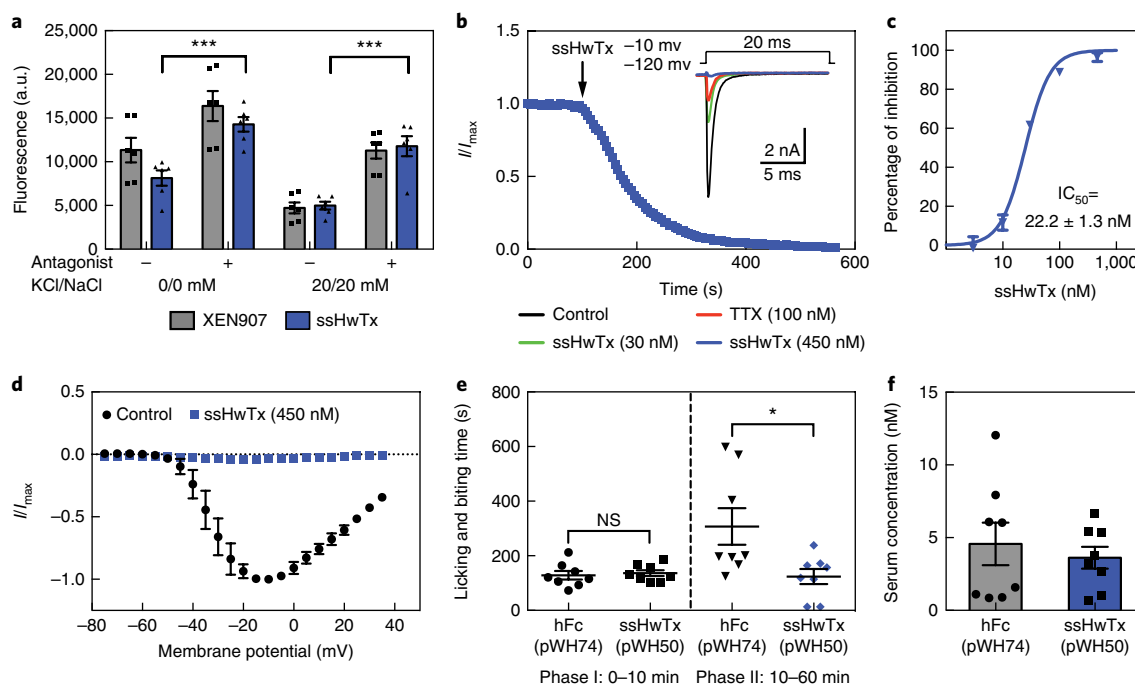 a
25,000
20,000
15,000
10,000
5,000
0
Fluorescence (a.u.)
***
***
Antagonist − + − +
KCl/NaCl 0/0 mM 20/20 mM
XEN907 ssHwTx
b
1.5
1.0
0.5
0.0
I/Imax
ssHwTx
−10 mv
−120 mv
20 ms
2 nA
5 ms
0 200 400 600
Time (s)
Control TTX (100 nM)
ssHwTx (30 nM) ssHwTx (450 nM)
c
100
80
60
40
20
0
Percentage of inhibition
IC50=
22.2 ± 1.3 nM
10 100 1,000
ssHwTx (nM)
d
0.5
0.0
−0.5
−1.0
I/Imax
Control ssHwTx (450 nM)
−80 −60 −40 −20 0 20 40
Membrane potential (mV)
e
800
600
400
200
0
Licking and biting time (s)
NS
*
hFc ssHwTx hFc ssHwTx
(pWH74) (pWH50) (pWH74) (pWH50)
Phase I: 0–10 min Phase II: 10–60 min
f
15
10
5
0
Serum concentration (nM)
hFc ssHwTx
(pWH74) (pWH50)